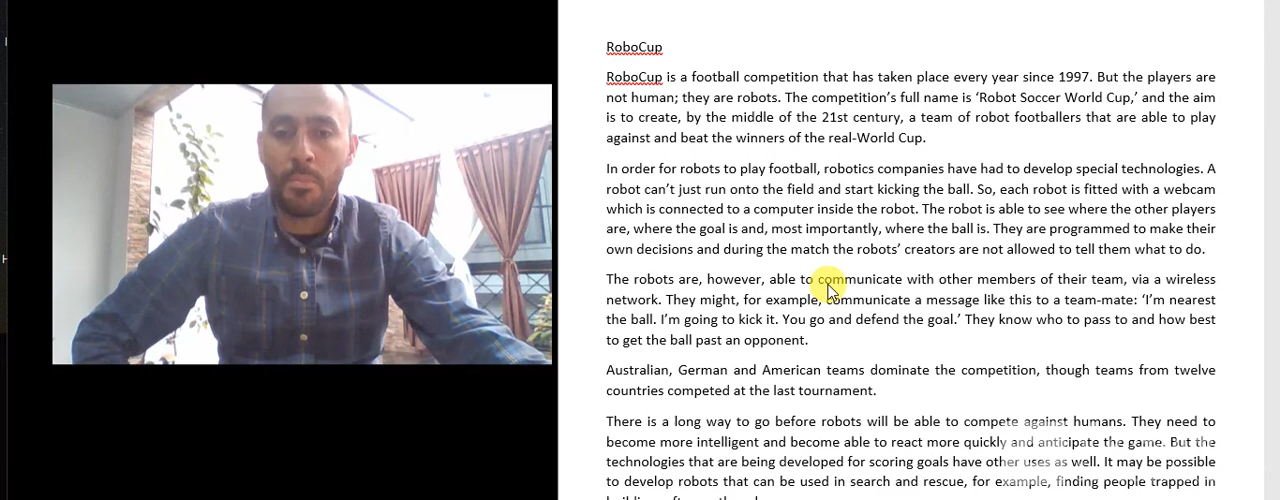 RoboCup
RoboCup is a football competition that has taken place every year since 1997. But the players are
not human; they are robots. The competition's full name is ‘Robot Soccer World Cup,’ and the aim
is to create, by the middle of the 21st century, a team of robot footballers that are able to play
against and beat the winners of the real-World Cup.
In order for robots to play football, robotics companies have had to develop special technologies. A
robot can't just run onto the field and start kicking the ball. So, each robot is fitted with a webcam
which is connected to a computer inside the robot. The robot is able to see where the other players
are, where the goal is and, most importantly, where the ball is. They are programmed to make their
own decisions and during the match the robots' creators are not allowed to tell them what to do.
The robots are, however, able to communicate with other members of their team, via a wireless
network. They might, for example, communicate a message like this to a team-mate: ‘I'm nearest
the ball. I'm going to kick it. You go and defend the goal.’ They know who to pass to and how best
to get the ball past an opponent.
Australian, German and American teams dominate the competition, though teams from twelve
countries competed at the last tournament.
There is a long way to go before robots will be able to compete against humans. They need to
become more intelligent and become able to react more quickly and anticipate the game. But the
technologies that are being developed for scoring goals have other uses as well. It may be possible
to develop robots that can be used in search and rescue, for example, finding people trapped in